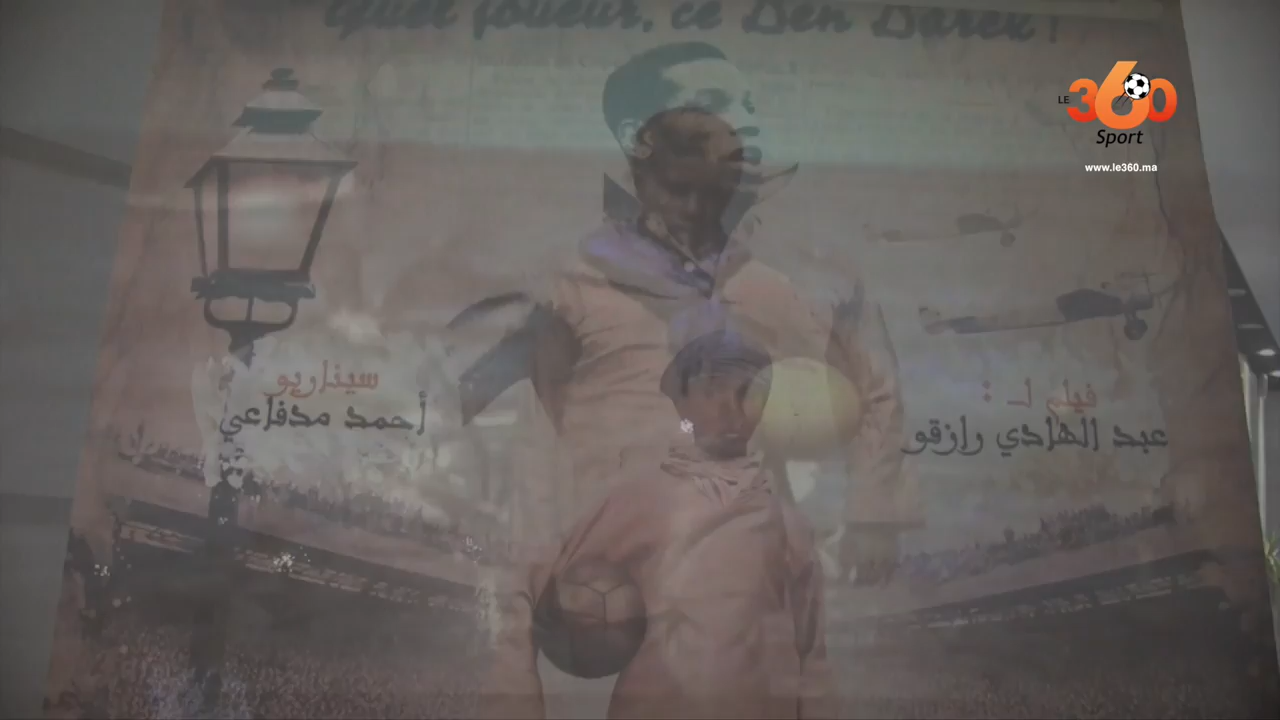 Quel joueur, ce Ben Barek !
LE 360
Sport
www.le360.ma
سيناريو
أحمد مدفاعي
فيلم لـ :
عبد الهادي رازقو